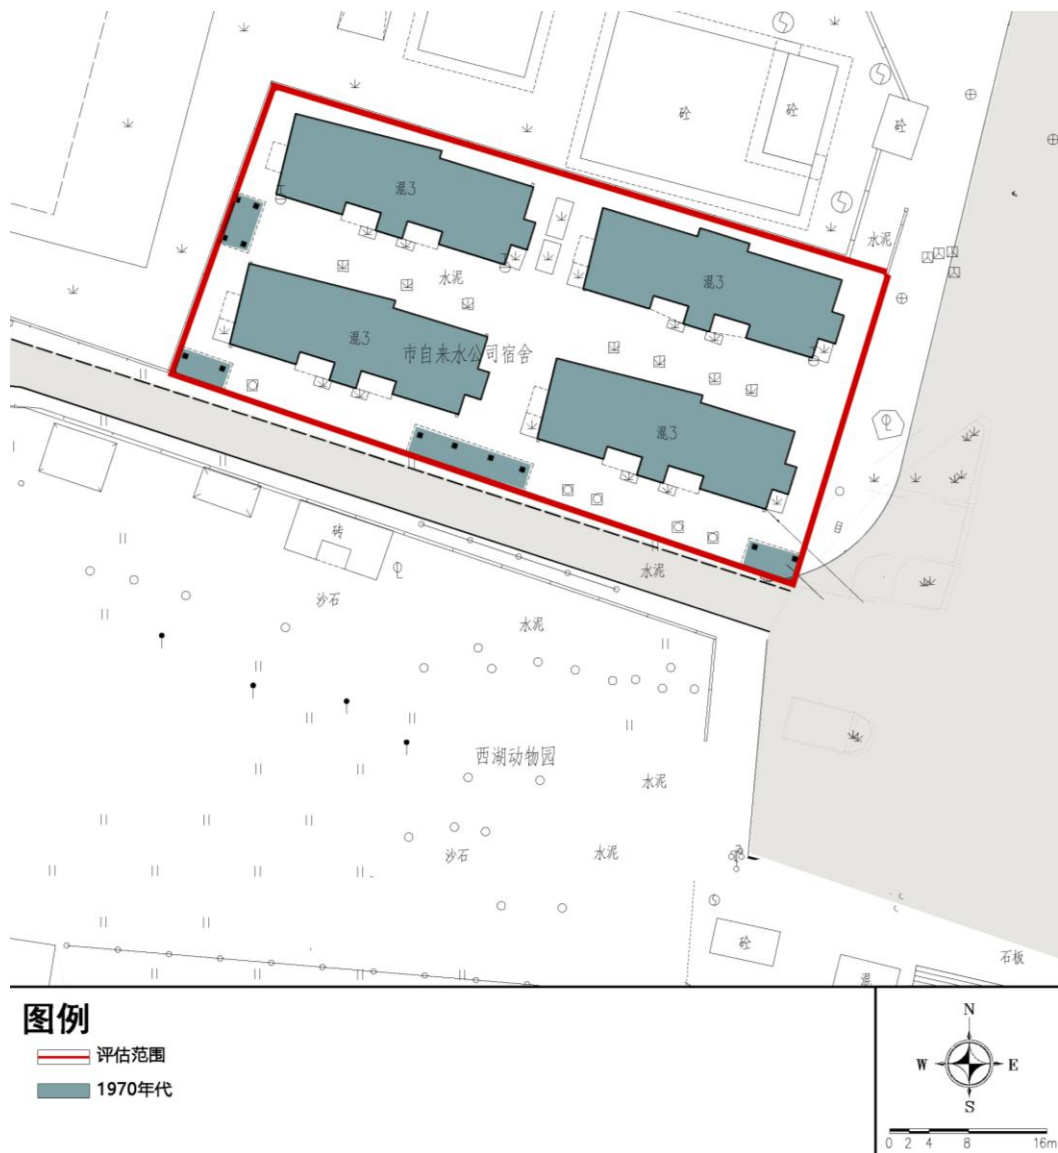 砼
砼
砼
混3
水泥
水泥
混3
混3
市自来水公司宿舍
混3
砖
水泥
沙石
水泥
西湖动物园
水泥
沙石
水泥
砼
石板
混
图例
评估范围
1970年代
N
W E
S
0 2 4 8 16m